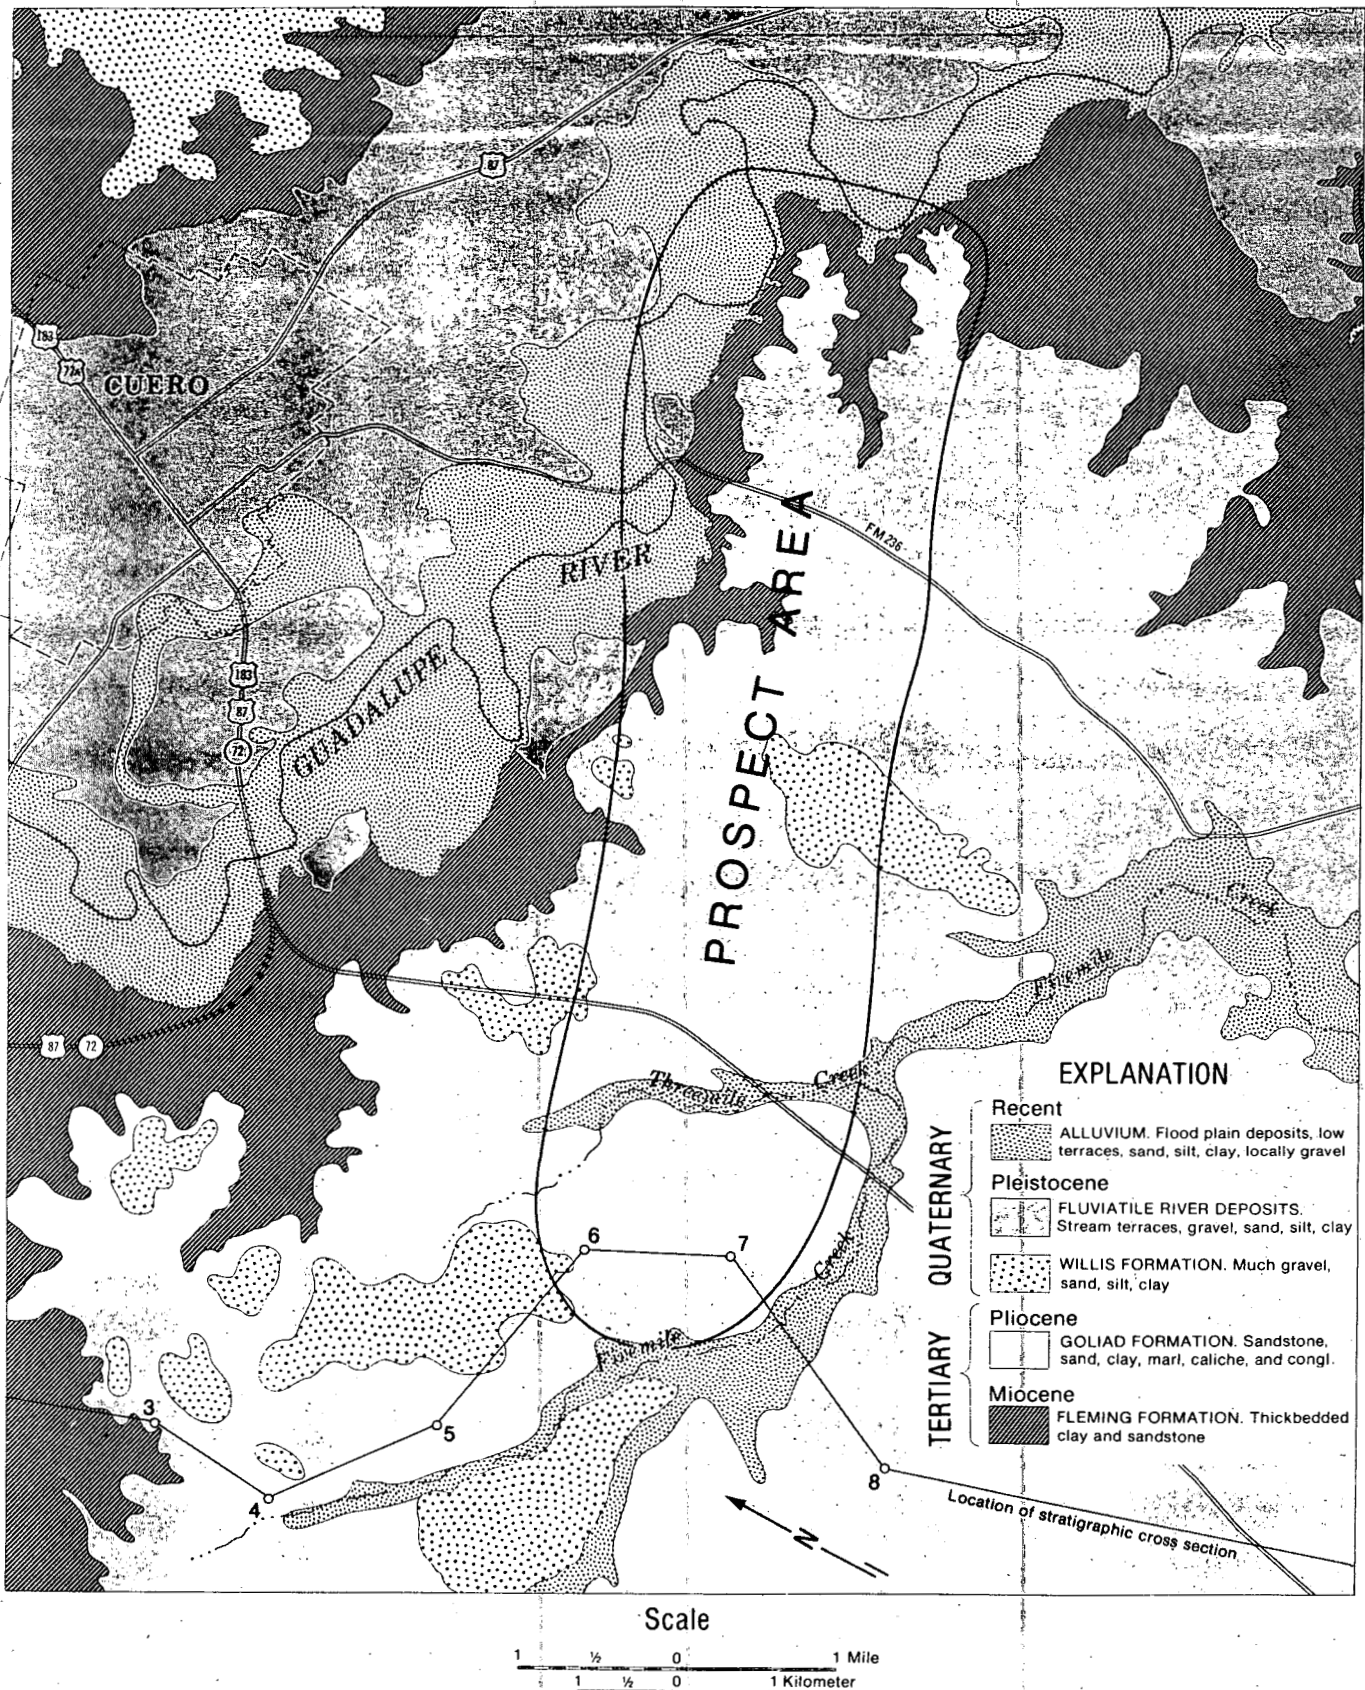 87
183
72A
CUERO
FM 236
RIVER
GUADALUPE
PROSPECT AREA
183
87
72
Creek
Fivemile
87
72
Threemile
Creek
6
7
Creek
Fivemile
3
5
4
8
Location of stratigraphic cross section
N
EXPLANATION
QUATERNARY
Recent
ALLUVIUM. Flood plain deposits, low
terraces, sand, silt, clay, locally gravel
Pleistocene
FLUVIATILE RIVER DEPOSITS.
Stream terraces, gravel, sand, silt, clay
WILLIS FORMATION. Much gravel,
sand, silt, clay
TERTIARY
Pliocene
GOLIAD FORMATION. Sandstone,
sand, clay, marl, caliche, and congl.
Miocene
FLEMING FORMATION. Thickbedded
clay and sandstone
Scale
1 ½ 0 1 Mile
1 ½ 0 1 Kilometer